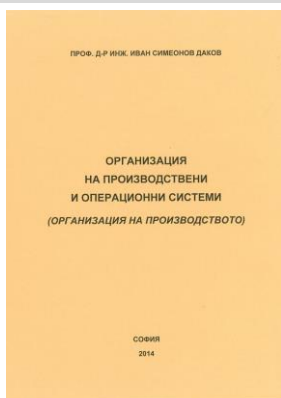 ПРОФ. Д-Р ИНЖ. ИВАН СИМЕОНОВ ДАКОВ
ОРГАНИЗАЦИЯ
НА ПРОИЗВОДСТВЕНИ
И ОПЕРАЦИОННИ СИСТЕМИ
(ОРГАНИЗАЦИЯ НА ПРОИЗВОДСТВОТО)
СОФИЯ
2014